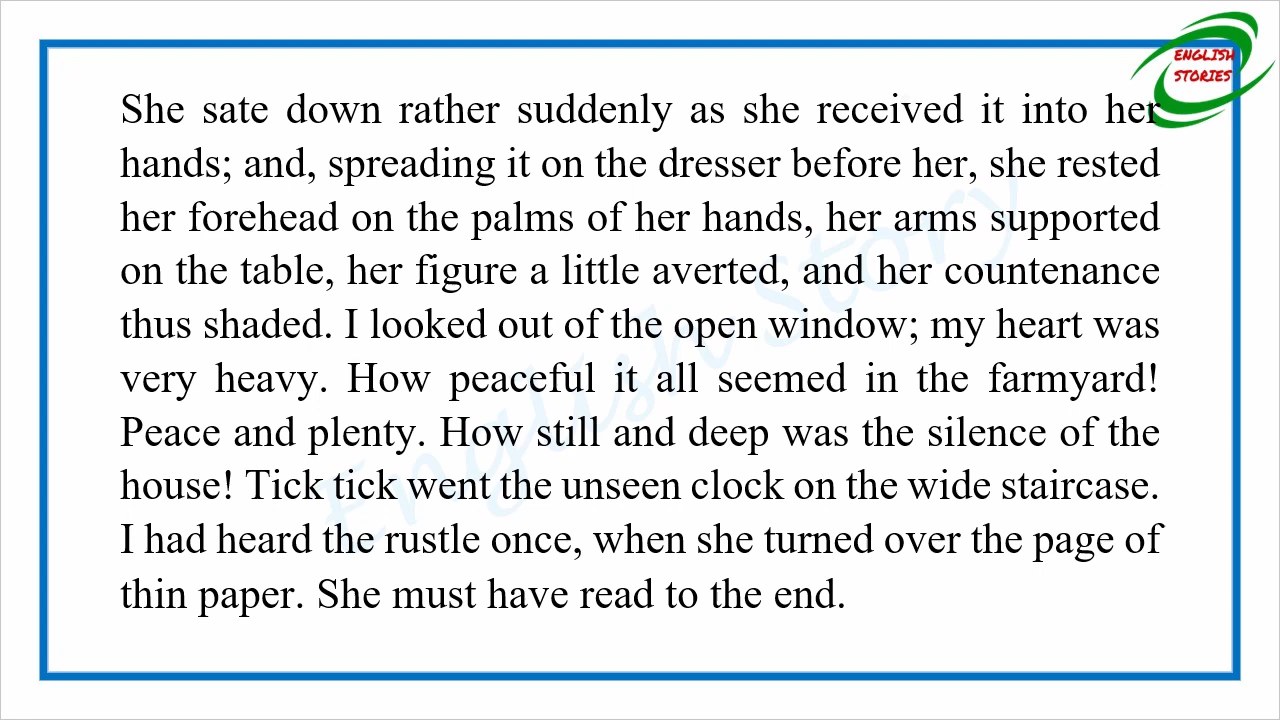 ENGLISH
STORIES
She sate down rather suddenly as she received it into her
hands; and, spreading it on the dresser before her, she rested
her forehead on the palms of her hands, her arms supported
on the table, her figure a little averted, and her countenance
thus shaded. I looked out of the open window; my heart was
very heavy. How peaceful it all seemed in the farmyard!
Peace and plenty. How still and deep was the silence of the
house! Tick tick went the unseen clock on the wide staircase.
I had heard the rustle once, when she turned over the page of
thin paper. She must have read to the end.
English Story